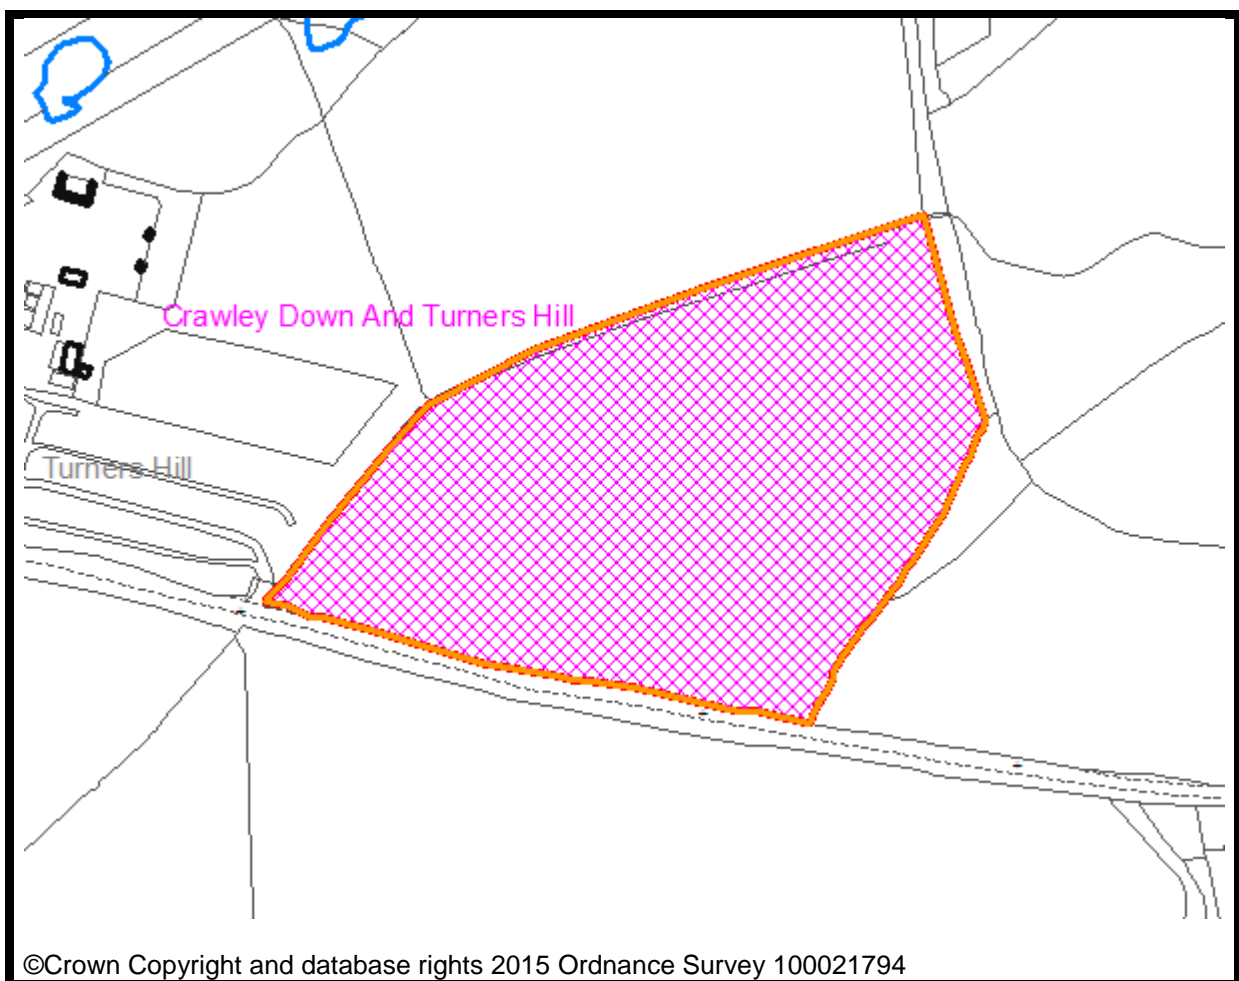 Crawley Down And Turners Hill
Turners Hill
©Crown Copyright and database rights 2015 Ordnance Survey 100021794